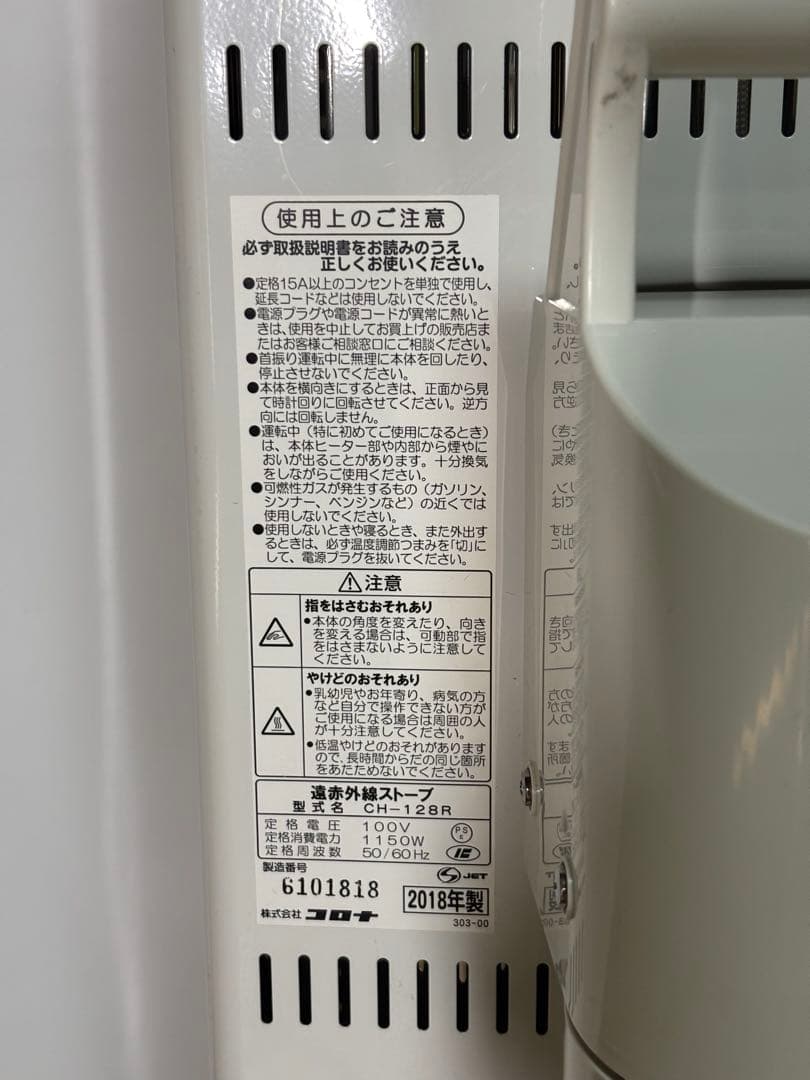 使用上のご注意
必ず取扱説明書をお読みのうえ
正しくお使いください。
●定格15A以上のコンセントを単独で使用し、
延長コードなどは使用しないでください。
●電源プラグや電源コードが異常に熱いと
きは、使用を中止してお買上げの販売店ま
たはお客様ご相談窓口にご相談ください。
●首振り運転中に無理に本体を回したり、
停止させないでください。
●本体を横向きにするときは、正面から見
て時計回りに回転させてください。逆方
向には回転しません。
●運転中（特に初めてご使用になるとき）
は、本体ヒーター部や内部から煙やに
おいが出ることがあります。十分換気
をしながらご使用ください。
●可燃性ガスが発生するもの（ガソリン、
シンナー、ベンジンなど）の近くでは
使用しないでください。
●使用しないときや寝るとき、また外出す
るときは、必ず温度調節つまみを「切」に
して、電源プラグを抜いてください。
注意
指をはさむおそれあり
●本体の角度を変えたり、向き
を変える場合は、可動部で指
をはさまないように注意して
ください。
やけどのおそれあり
●乳幼児やお年寄り、病気の方
など自分で操作できない方が
ご使用になる場合は周囲の人
が十分注意してください。
●低温やけどのおそれがあります
ので、長時間からだの同じ箇所
をあたためないでください。
遠赤外線ストーブ
型式名 CH-128R
定格電圧 100V
定格消費電力 1150W
定格周波数 50/60Hz
PS
E
製造番号
6101818
JET
2018年製
株式会社 コロナ
303-00